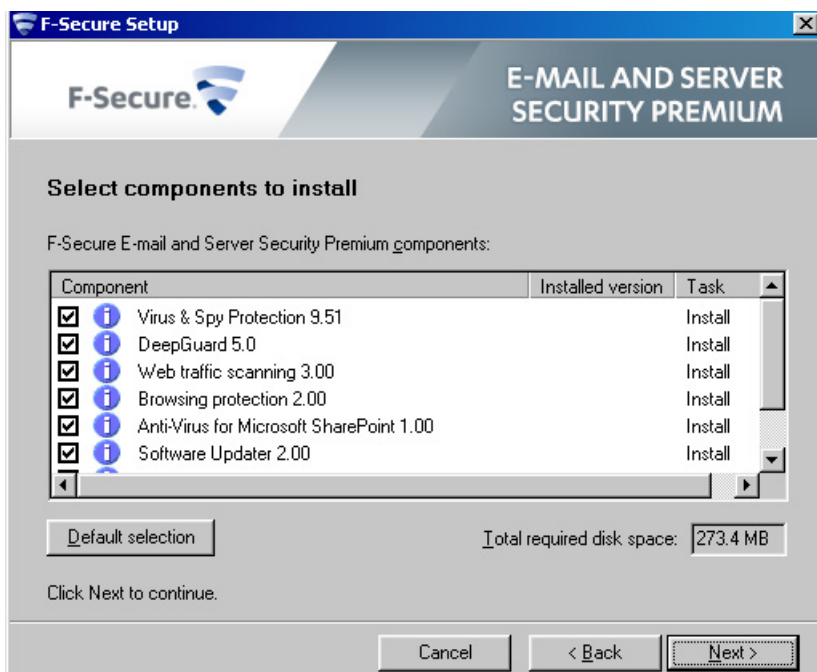 F-Secure Setup
F-Secure.
E-MAIL AND SERVER
SECURITY PREMIUM
Select components to install
F-Secure E-mail and Server Security Premium components:
Component Installed version Task
Virus & Spy Protection 9.51 Install
DeepGuard 5.0 Install
Web traffic scanning 3.00 Install
Browsing protection 2.00 Install
Anti-Virus for Microsoft SharePoint 1.00 Install
Software Updater 2.00 Install
Default selection Total required disk space: 273.4 MB
Click Next to continue.
Cancel < Back Next >